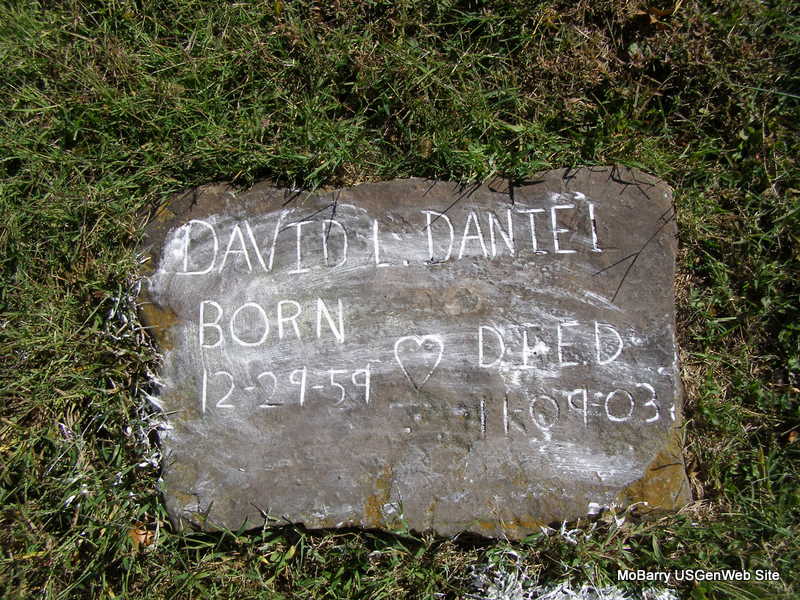 DAVID L. DANIEL
BORN
12-29-59
DIED
11-09-03
MoBarry USGenWeb Site